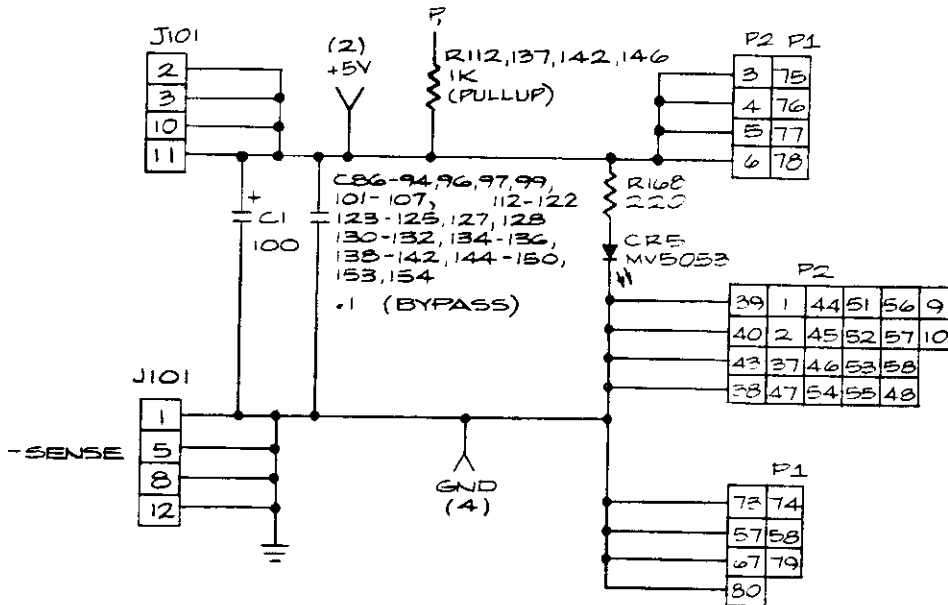 J101
2
3
10
11
(2)
+5V
P,
R112,137,142,146
1K
(PULLUP)
P2 P1
3 75
4 76
5 77
6 78
+
C1
100
C86-94,96,97,99,
101-107, 112-122
123-125,127,128
130-132,134-136,
138-142,144-150,
153,154
.1 (BYPASS)
R168
220
CR5
MV5053
P2
39 1 44 51 56 9
40 2 45 52 57 10
43 37 46 53 58
38 47 54 55 48
J101
1
-SENSE 5
8
12
GND
(4)
P1
73 74
57 58
67 79
80